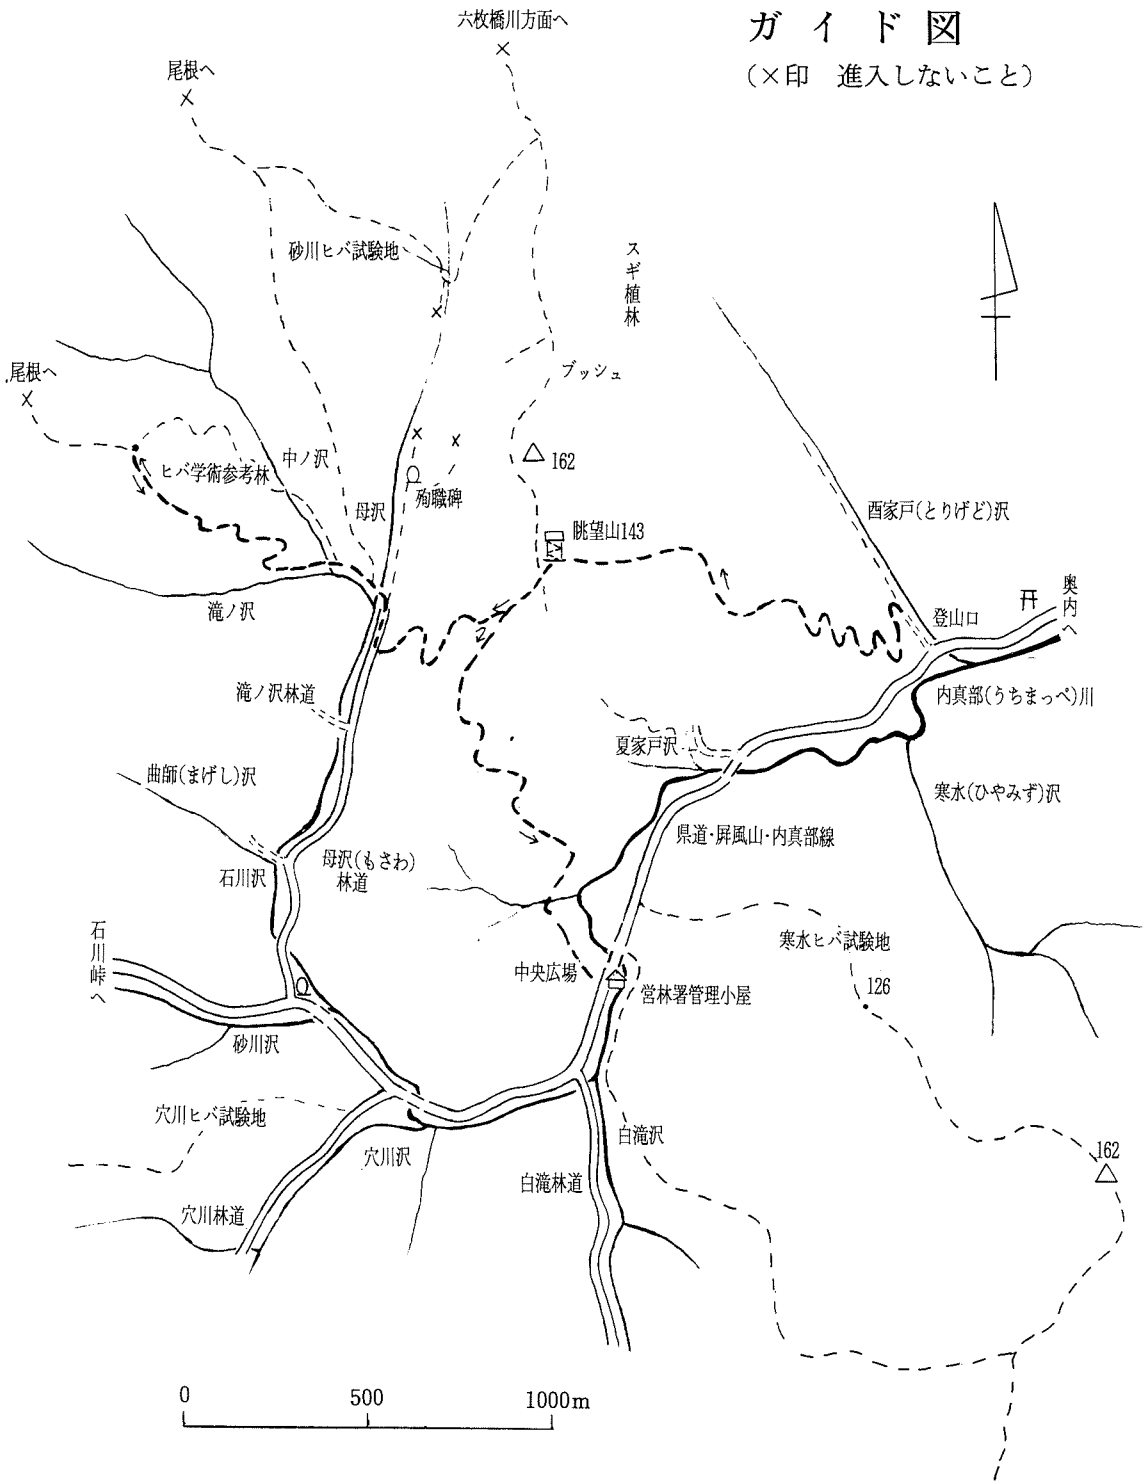 ガイド図
(×印 進入しないこと)
六枚橋川方面へ
尾根へ
砂川ヒバ試験地
スギ植林
尾根へ
ブッシュ
162
ヒバ学術参考林
中ノ沢
母沢
殉職碑
眺望山143
酉家戸(とりげど)沢
滝ノ沢
登山口
奥内へ
滝ノ沢林道
内真部(うちまっぺ)川
夏家戸沢
曲師(まげし)沢
寒水(ひやみず)沢
県道・屏風山・内真部線
石川沢
母沢(もさわ)
林道
石川峠へ
寒水ヒバ試験地
中央広場
営林署管理小屋
126
砂川沢
穴川ヒバ試験地
白滝沢
穴川沢
162
白滝林道
穴川林道
0 500 1000m